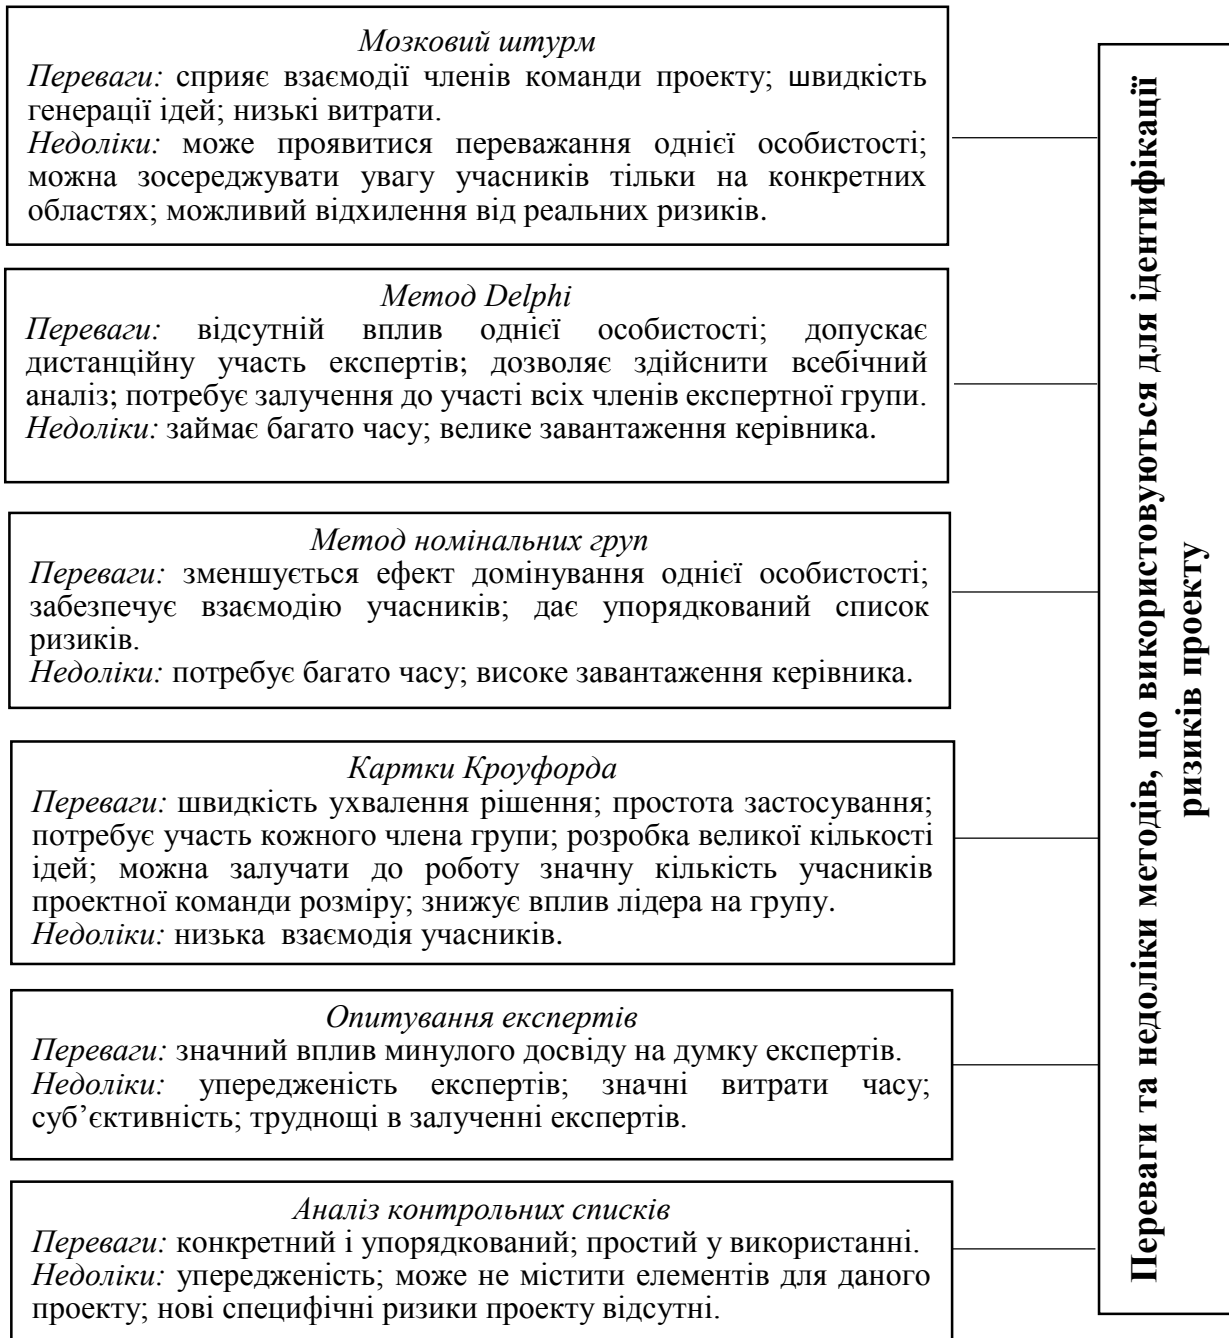 Мозковий штурм
Переваги: сприяє взаємодії членів команди проекту; швидкість
генерації ідей; низькі витрати.
Недоліки: може проявитися переважання однієї особистості;
можна зосереджувати увагу учасників тільки на конкретних
областях; можливий відхилення від реальних ризиків.
Метод Delphi
Переваги: відсутній вплив однієї особистості; допускає
дистанційну участь експертів; дозволяє здійснити всебічний
аналіз; потребує залучення до участі всіх членів експертної групи.
Недоліки: займає багато часу; велике завантаження керівника.
Метод номінальних груп
Переваги: зменшується ефект домінування однієї особистості;
забезпечує взаємодію учасників; дає упорядкований список
ризиків.
Недоліки: потребує багато часу; високе завантаження керівника.
Картки Кроуфорда
Переваги: швидкість ухвалення рішення; простота застосування;
потребує участь кожного члена групи; розробка великої кількості
ідей; можна залучати до роботу значну кількість учасників
проектної команди розміру; знижує вплив лідера на групу.
Недоліки: низька взаємодія учасників.
Опитування експертів
Переваги: значний вплив минулого досвіду на думку експертів.
Недоліки: упередженість експертів; значні витрати часу;
суб’єктивність; труднощі в залученні експертів.
Аналіз контрольних списків
Переваги: конкретний і упорядкований; простий у використанні.
Недоліки: упередженість; може не містити елементів для даного
проекту; нові специфічні ризики проекту відсутні.
Переваги та недоліки методів, що використовуються для ідентифікації
ризиків проекту